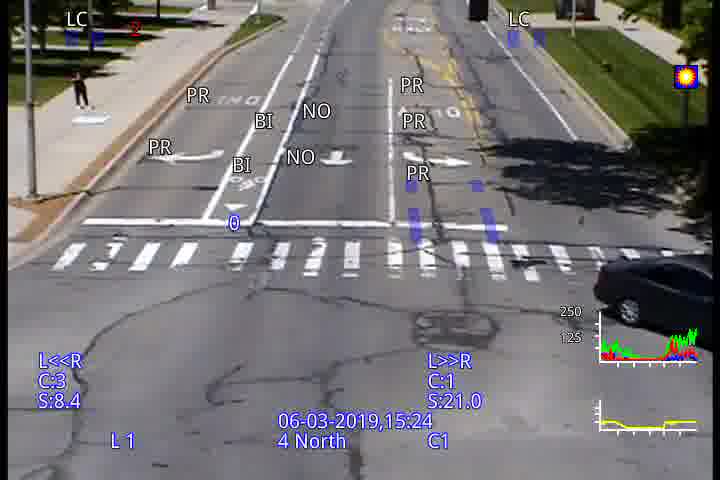 LC
2
LC
PR
PR
BI
NO
PR
PR
NO
BI
PR
0
250
125
L<<R
C:3
S:8.4
L>>R
C:1
S:21.0
06-03-2019,15:24
4 North
L 1
C1